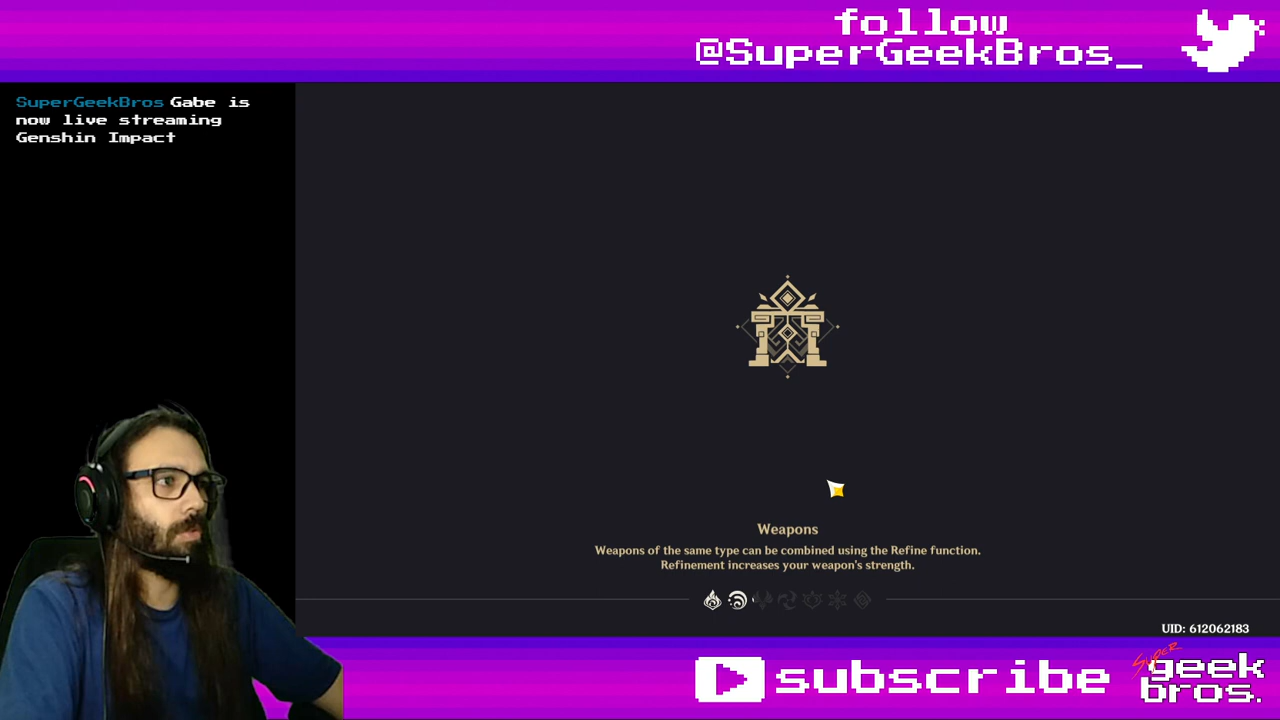 follow
@SuperGeekBros_
SuperGeekBros Gabe is
now live streaming
Genshin Impact
Weapons
Weapons of the same type can be combined using the Refine function.
Refinement increases your weapon's strength.
UID: 612062183
subscribe
SUPER
geek
bros.